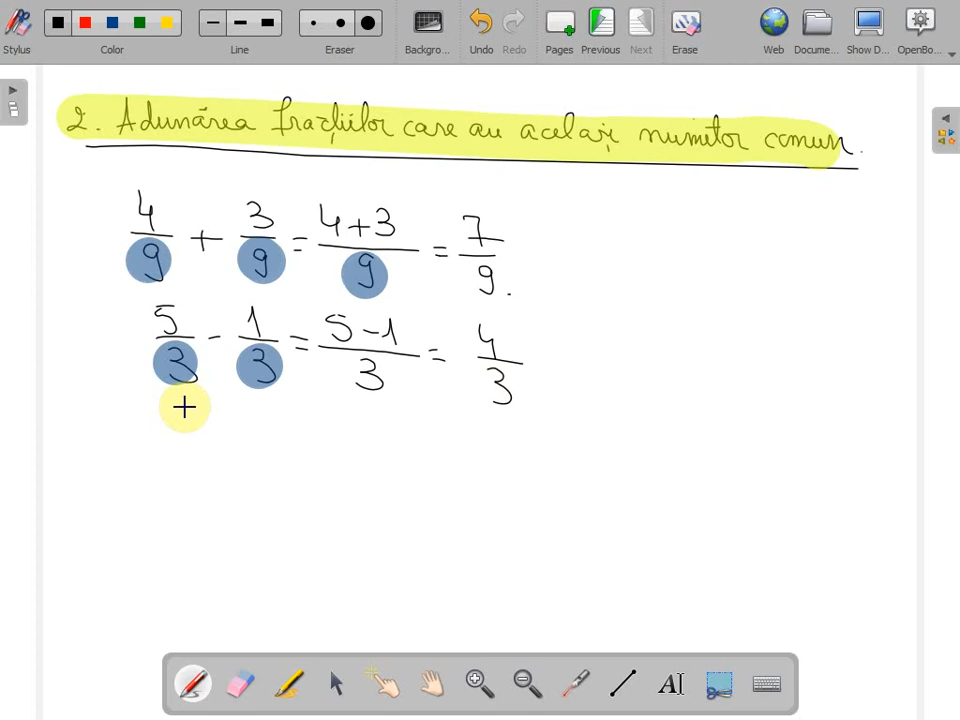 Stylus
Color
Line
Eraser
Backgro...
Undo
Redo
Pages
Previous
Next
Erase
Web
Docume...
Show D...
OpenBo...
2. Adunarea fracțiilor care au același numitor comun.
4/9 + 3/9 = 4+3/9 = 7/9.
5/3 - 1/3 = 5-1/3 = 4/3
A